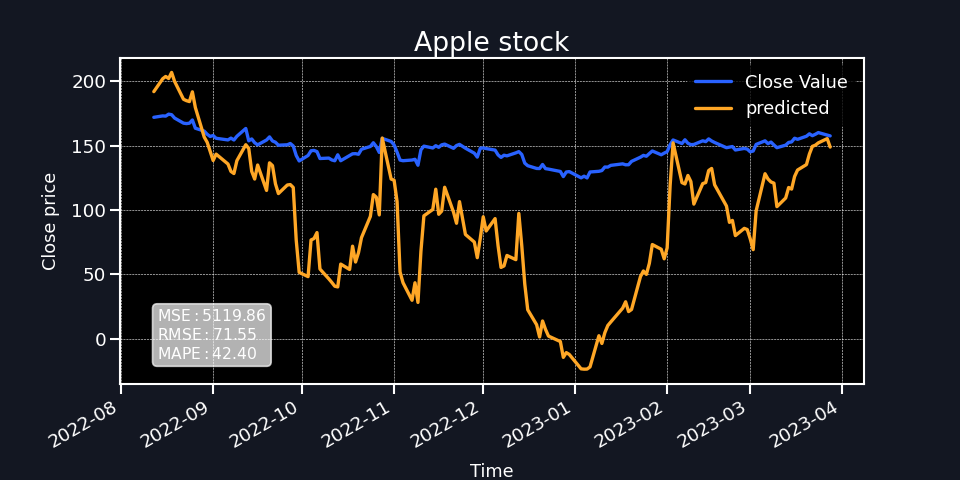 Apple stock
Close Value
predicted
Close price
200
150
100
50
0
MSE : 5119.86
RMSE : 71.55
MAPE : 42.40
2022-08
2022-09
2022-10
2022-11
2022-12
2023-01
2023-02
2023-03
2023-04
Time